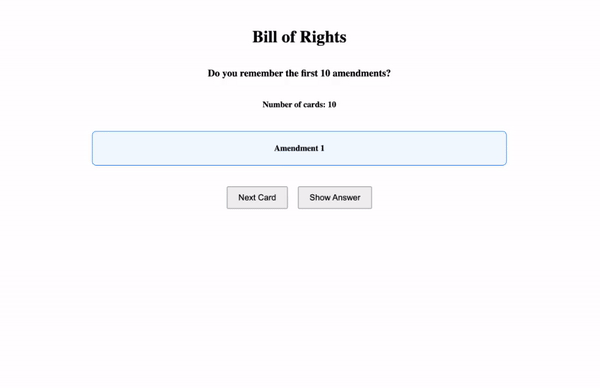 Bill of Rights
Do you remember the first 10 amendments?
Number of cards: 10
Amendment 1
Next Card
Show Answer